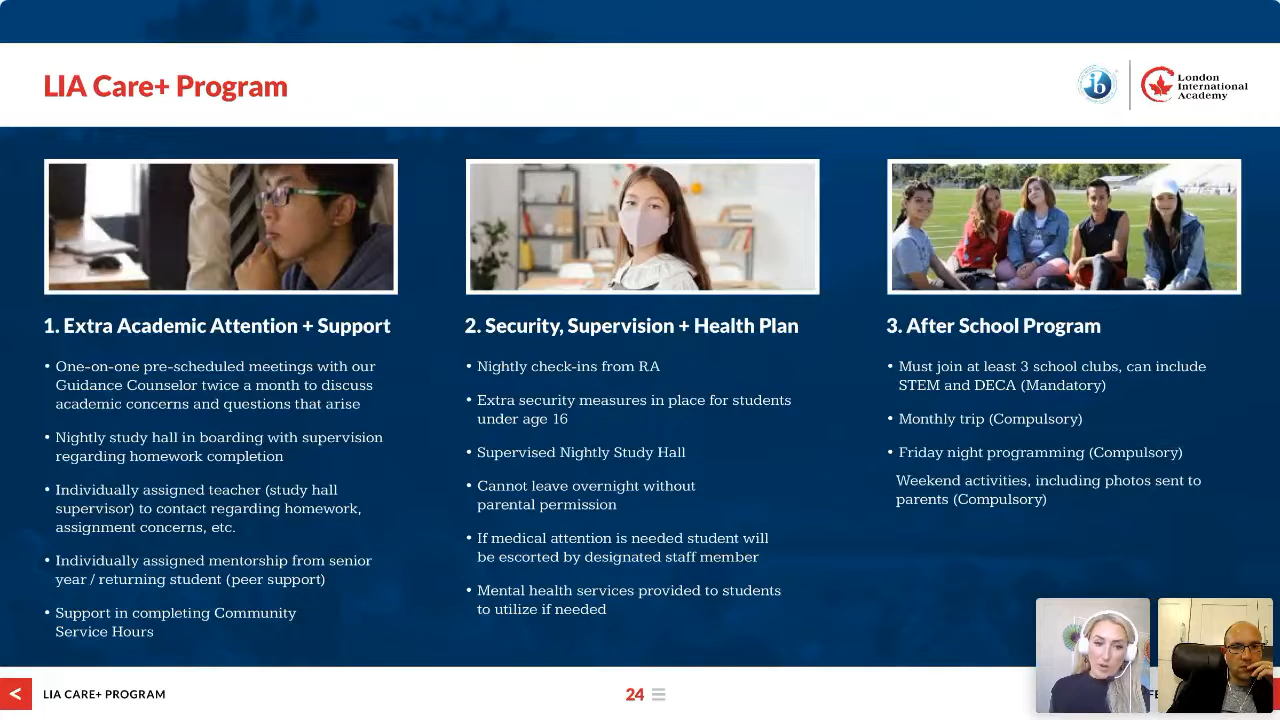 LIA Care+ Program
ib
London
International
Academy
1. Extra Academic Attention + Support
• One-on-one pre-scheduled meetings with our
Guidance Counselor twice a month to discuss
academic concerns and questions that arise
• Nightly study hall in boarding with supervision
regarding homework completion
• Individually assigned teacher (study hall
supervisor) to contact regarding homework,
assignment concerns, etc.
• Individually assigned mentorship from senior
year / returning student (peer support)
• Support in completing Community
Service Hours
2. Security, Supervision + Health Plan
• Nightly check-ins from RA
• Extra security measures in place for students
under age 16
• Supervised Nightly Study Hall
• Cannot leave overnight without
parental permission
• If medical attention is needed student will
be escorted by designated staff member
• Mental health services provided to students
to utilize if needed
3. After School Program
• Must join at least 3 school clubs, can include
STEM and DECA (Mandatory)
• Monthly trip (Compulsory)
• Friday night programming (Compulsory)
Weekend activities, including photos sent to
parents (Compulsory)
< LIA CARE+ PROGRAM
24